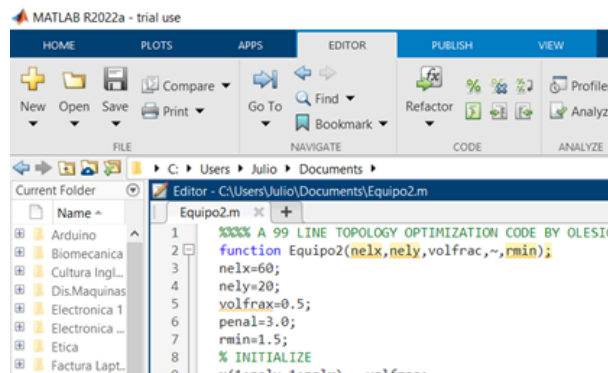 MATLAB R2022a - trial use
HOME PLOTS APPS EDITOR PUBLISH VIEW
New Open Save Compare Print Go To Find Bookmark Refactor Profile Analyz
FILE NAVIGATE CODE ANALYZE
C: Users Julio Documents
Current Folder
Editor - C:\Users\Julio\Documents\Equipo2.m
Name
Equipo2.m
Arduino
Biomecanica
Cultura Ingl...
Dis.Maquinas
Electronica 1
Electronica ...
Etica
Factura Lapt...
1 %%%% A 99 LINE TOPOLOGY OPTIMIZATION CODE BY OLESI
2 function Equipo2(nelx,nely,volfrac,~,rmin);
3 nelx=60;
4 nely=20;
5 volfrax=0.5;
6 penal=3.0;
7 rmin=1.5;
8 % INITIALIZE